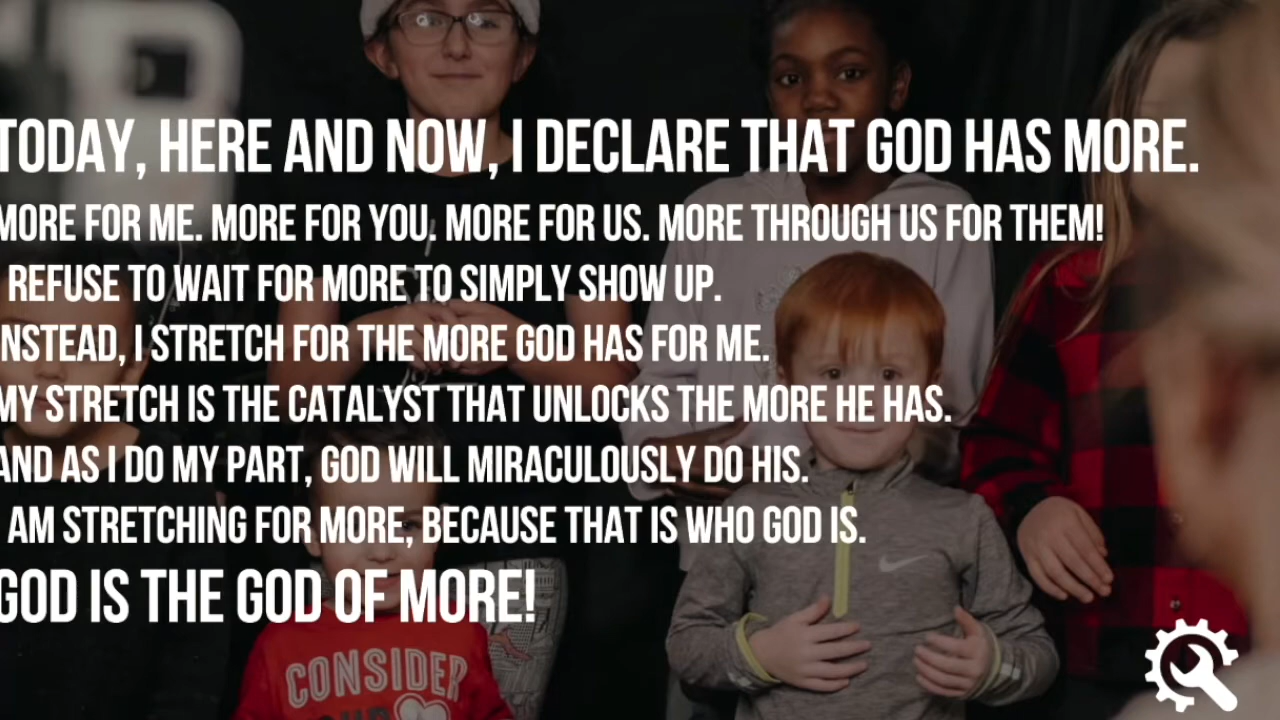 TODAY, HERE AND NOW, I DECLARE THAT GOD HAS MORE.
MORE FOR ME. MORE FOR YOU. MORE FOR US. MORE THROUGH US FOR THEM!
I REFUSE TO WAIT FOR MORE TO SIMPLY SHOW UP.
INSTEAD, I STRETCH FOR THE MORE GOD HAS FOR ME.
MY STRETCH IS THE CATALYST THAT UNLOCKS THE MORE HE HAS.
AND AS I DO MY PART, GOD WILL MIRACULOUSLY DO HIS.
I AM STRETCHING FOR MORE, BECAUSE THAT IS WHO GOD IS.
GOD IS THE GOD OF MORE!
CONSIDER